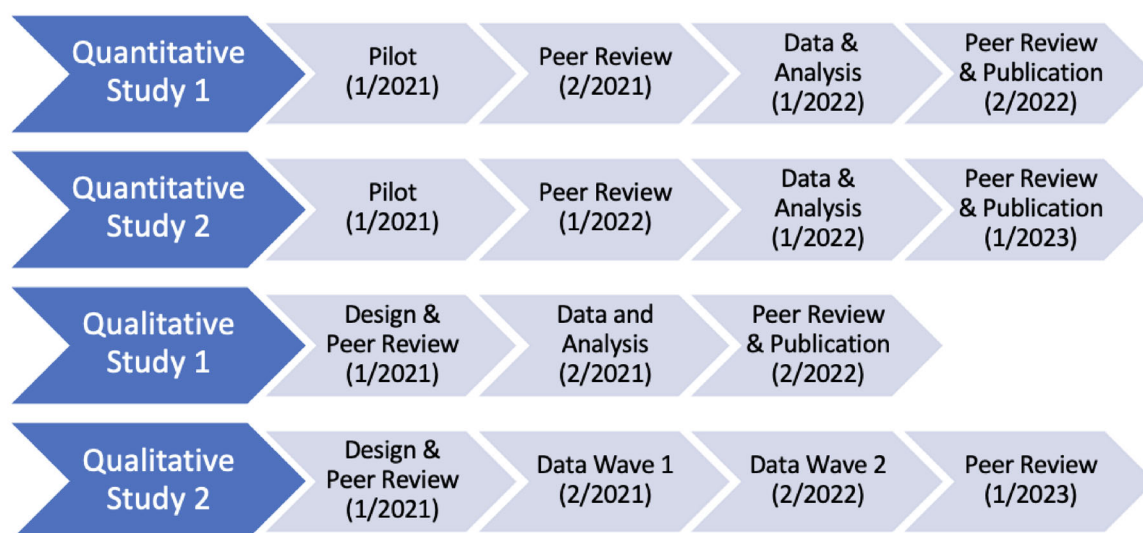 Quantitative
Study 1
Pilot
(1/2021)
Peer Review
(2/2021)
Data &
Analysis
(1/2022)
Peer Review
& Publication
(2/2022)
Quantitative
Study 2
Pilot
(1/2021)
Peer Review
(1/2022)
Data &
Analysis
(1/2022)
Peer Review
& Publication
(1/2023)
Qualitative
Study 1
Design &
Peer Review
(1/2021)
Data and
Analysis
(2/2021)
Peer Review
& Publication
(2/2022)
Qualitative
Study 2
Design &
Peer Review
(1/2021)
Data Wave 1
(2/2021)
Data Wave 2
(2/2022)
Peer Review
(1/2023)